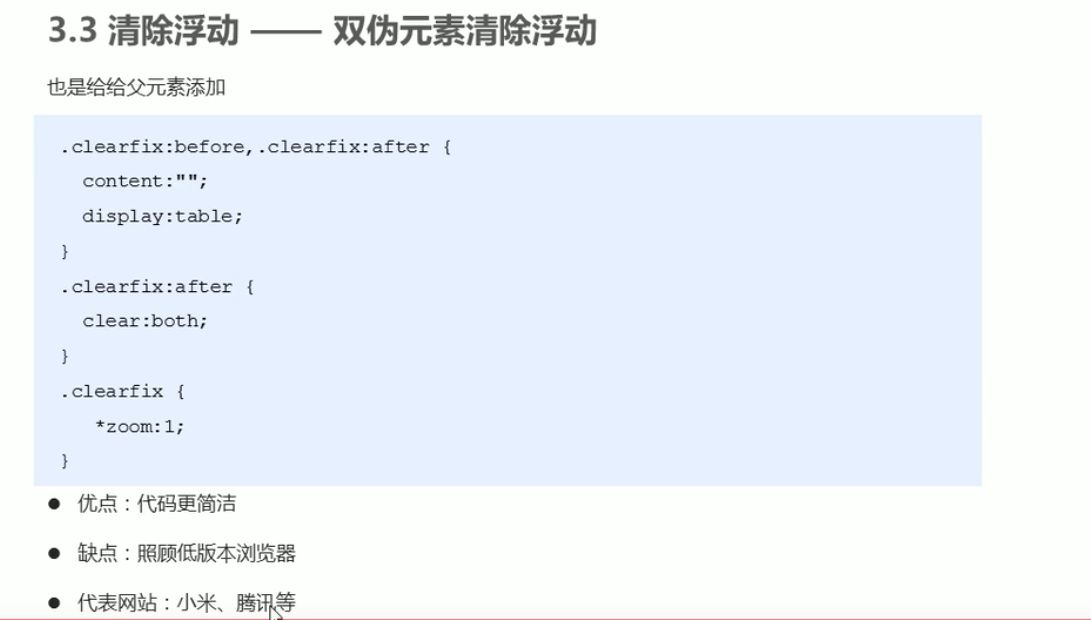 3.3 清除浮动 —— 双伪元素清除浮动
也是给给父元素添加
.clearfix:before,.clearfix:after {
content:"";
display:table;
}
.clearfix:after {
clear:both;
}
.clearfix {
*zoom:1;
}
● 优点：代码更简洁
● 缺点：照顾低版本浏览器
● 代表网站：小米、腾讯等